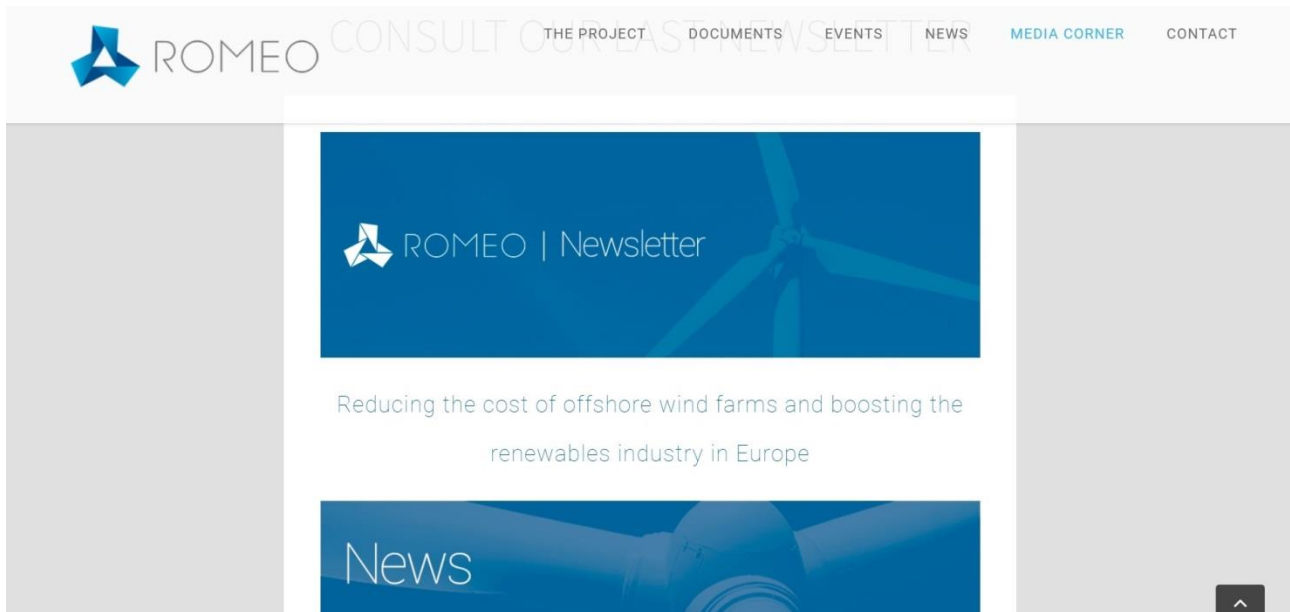 CONSULT OUR LAST NEWSLETTER
ROMEO
THE PROJECT DOCUMENTS EVENTS NEWS MEDIA CORNER CONTACT
ROMEO | Newsletter
Reducing the cost of offshore wind farms and boosting the
renewables industry in Europe
News